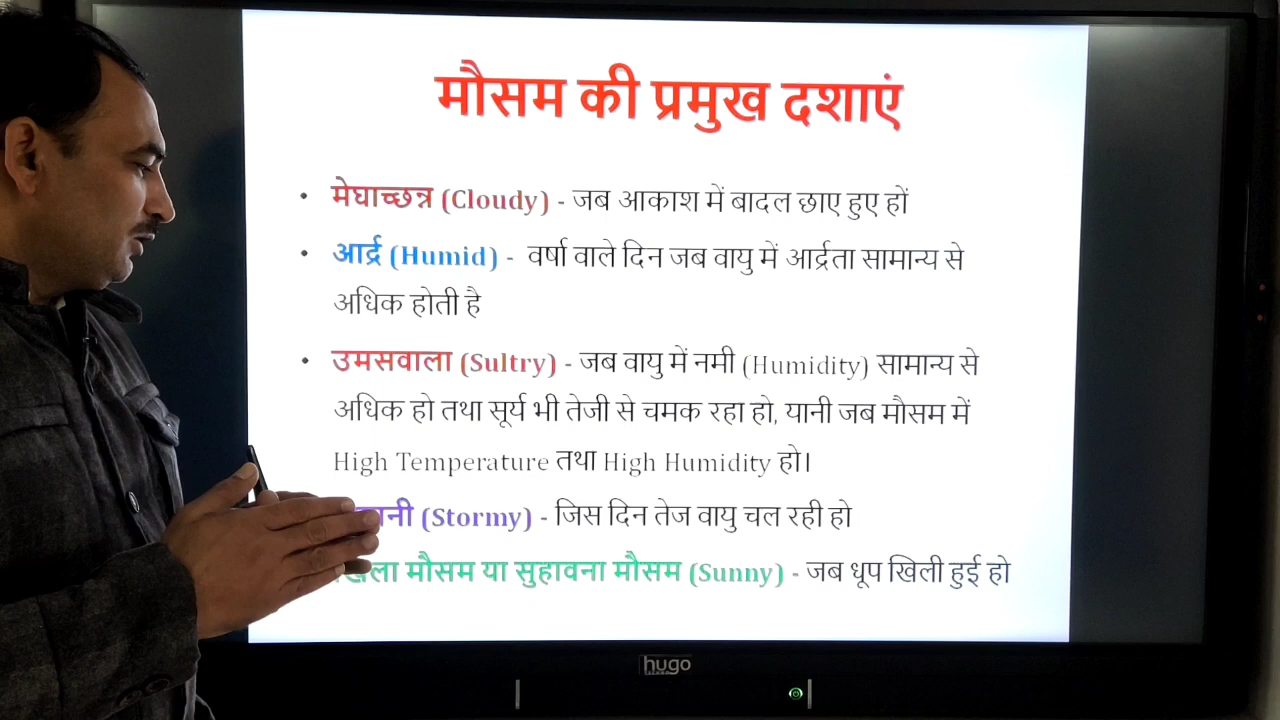 मौसम की प्रमुख दशाएं
• मेघाच्छन्न (Cloudy) - जब आकाश में बादल छाए हुए हों
• आर्द्र (Humid) - वर्षा वाले दिन जब वायु में आर्द्रता सामान्य से
अधिक होती है
• उमसवाला (Sultry) - जब वायु में नमी (Humidity) सामान्य से
अधिक हो तथा सूर्य भी तेजी से चमक रहा हो, यानी जब मौसम में
High Temperature तथा High Humidity हो।
(Stormy) - जिस दिन तेज वायु चल रही हो
खिला मौसम या सुहावना मौसम (Sunny) - जब धूप खिली हुई हो
hugo